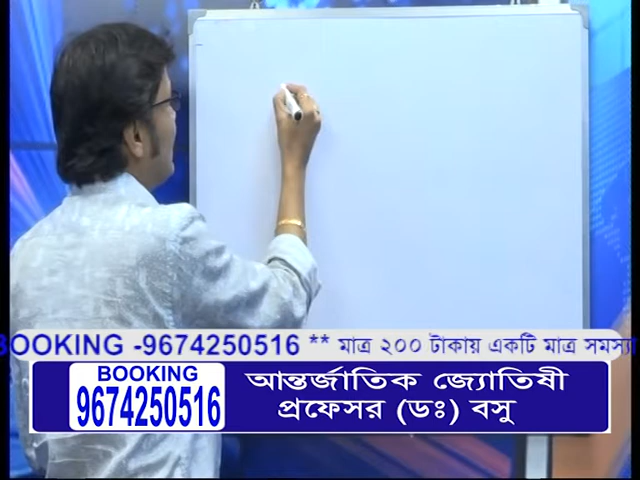 BOOKING -9674250516 ** মাত্র ২০০ টাকায় একটি মাত্র সমস্যা
BOOKING
9674250516
আন্তর্জাতিক জ্যোতিষী
প্রফেসর (ডঃ) বসু